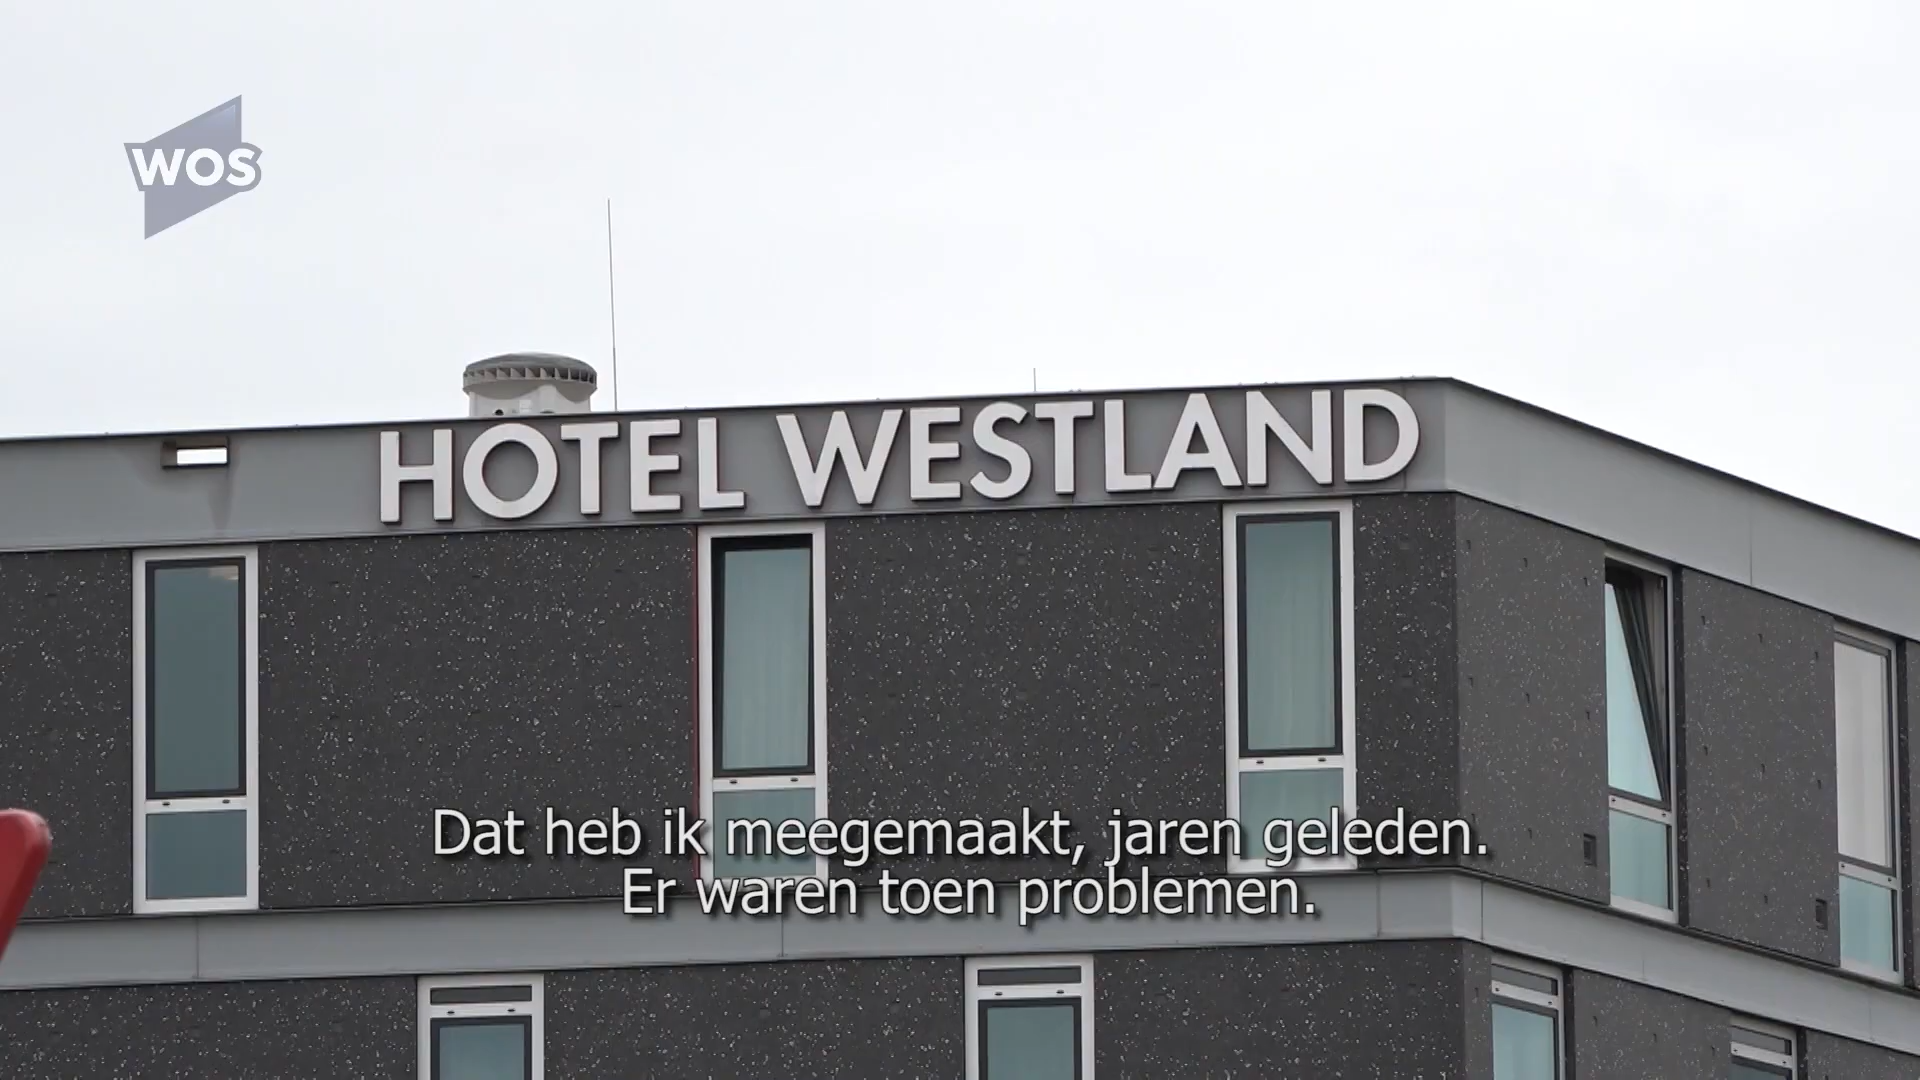 WOS
HOTEL WESTLAND
Dat heb ik meegemaakt, jaren geleden.
Er waren toen problemen.